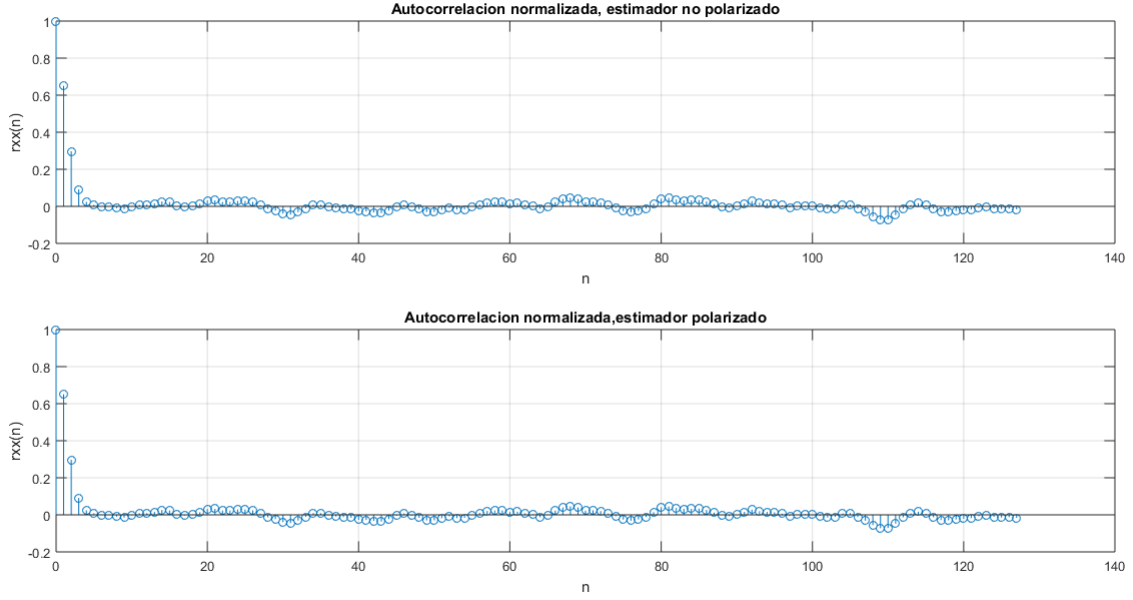 Autocorrelacion normalizada, estimador no polarizado
1
0.8
0.6
0.4
0.2
0
-0.2
rxx(n)
0 20 40 60 80 100 120 140
n
Autocorrelación normalizada,estimador polarizado
1
0.8
0.6
0.4
0.2
0
-0.2
rxx(n)
0 20 40 60 80 100 120 140
n